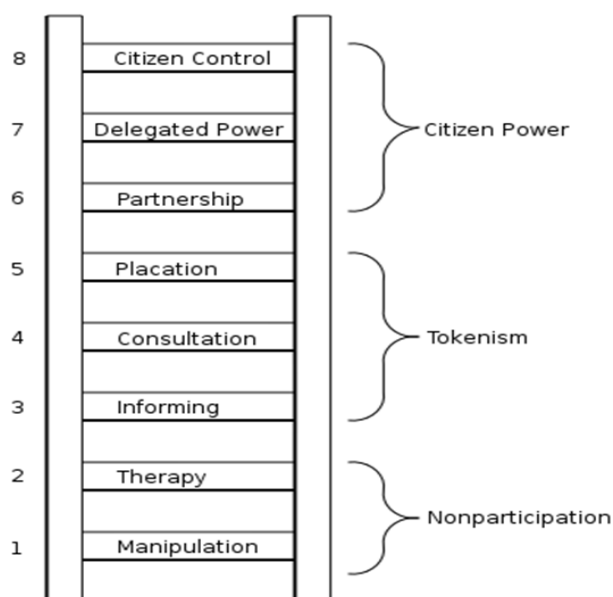 8 Citizen Control
7 Delegated Power Citizen Power
6 Partnership
5 Placation
4 Consultation Tokenism
3 Informing
2 Therapy
Nonparticipation
1 Manipulation